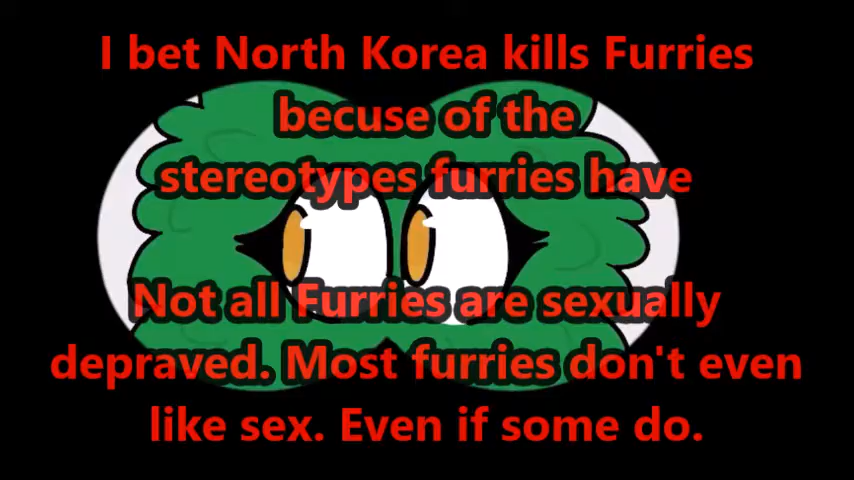 I bet North Korea kills Furries
becuse of the
stereotypes furries have
Not all Furries are sexually
depraved. Most furries don't even
like sex. Even if some do.